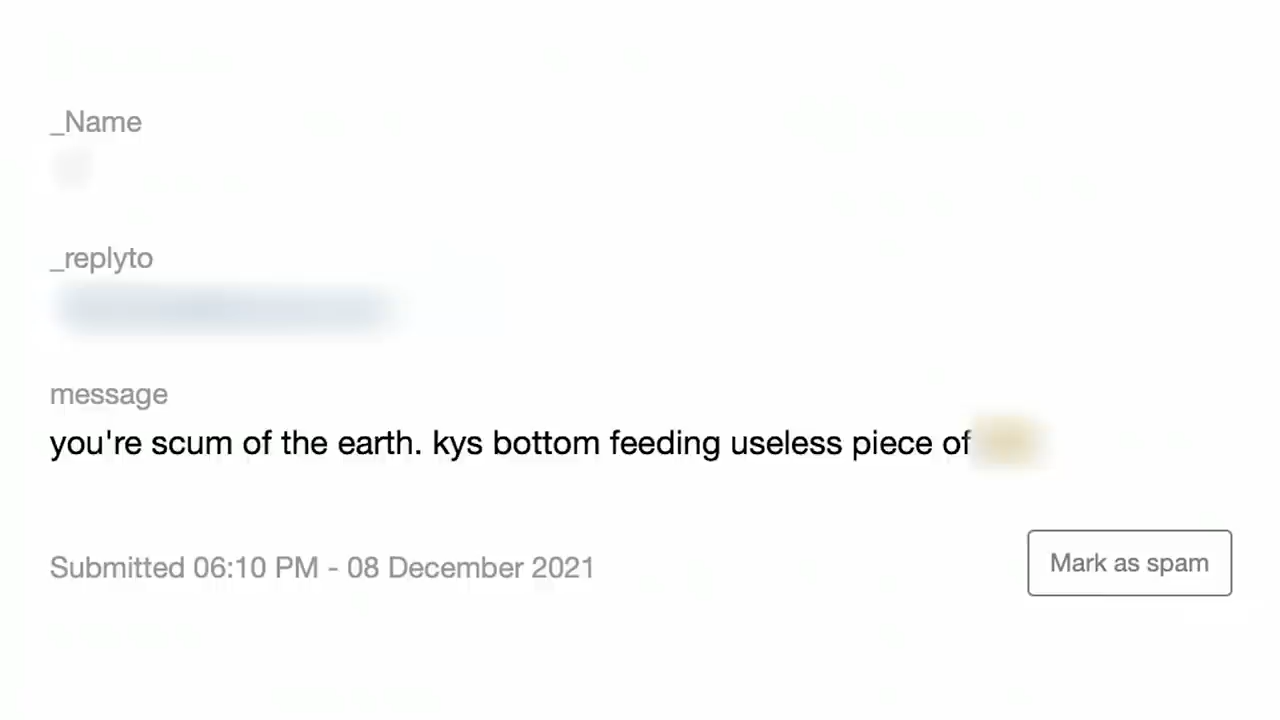 _Name
_replyto
message
you're scum of the earth. kys bottom feeding useless piece of
Submitted 06:10 PM - 08 December 2021
Mark as spam